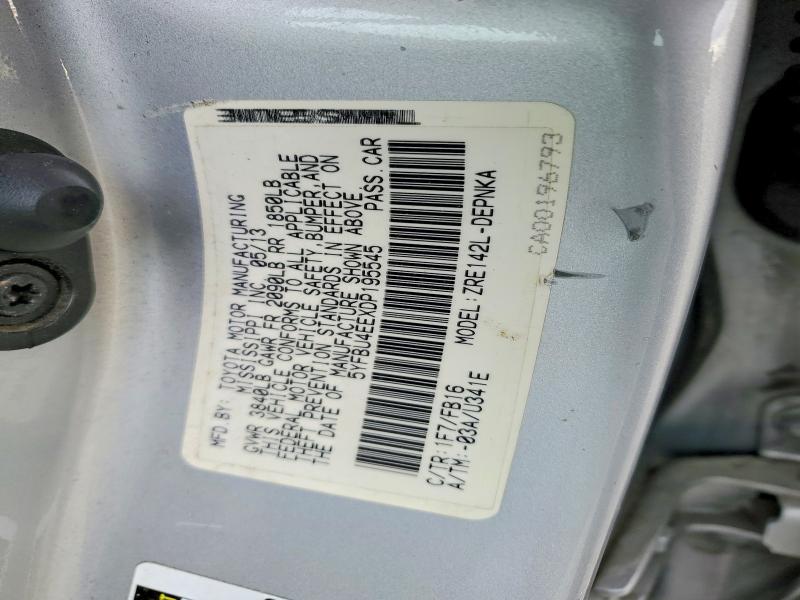 MFD.BY: TOYOTA MOTOR MANUFACTURING
MISSISSIPPI INC. 05/13
GVWR 3840LB GAWR FR 2090LB RR 1850LB
THIS VEHICLE CONFORMS TO ALL APPLICABLE
FEDERAL MOTOR VEHICLE SAFETY,BUMPER,AND
THEFT PREVENTION STANDARDS IN EFFECT ON
THE DATE OF MANUFACTURE SHOWN ABOVE.
5YFBU4EEXDP195545 PASS.CAR
C/TR:1F7/FB16 MODEL:ZRE142L-DEPNKA
A/TM:-03A/U341E
CA00196793